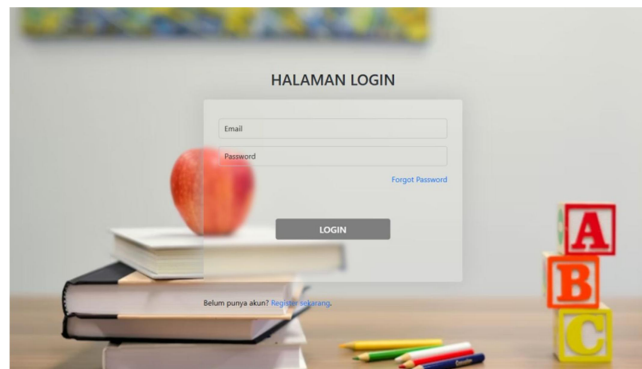 HALAMAN LOGIN
Email
Password
Forgot Password
LOGIN
A
B
C
Belum punya akun? Register sekarang.